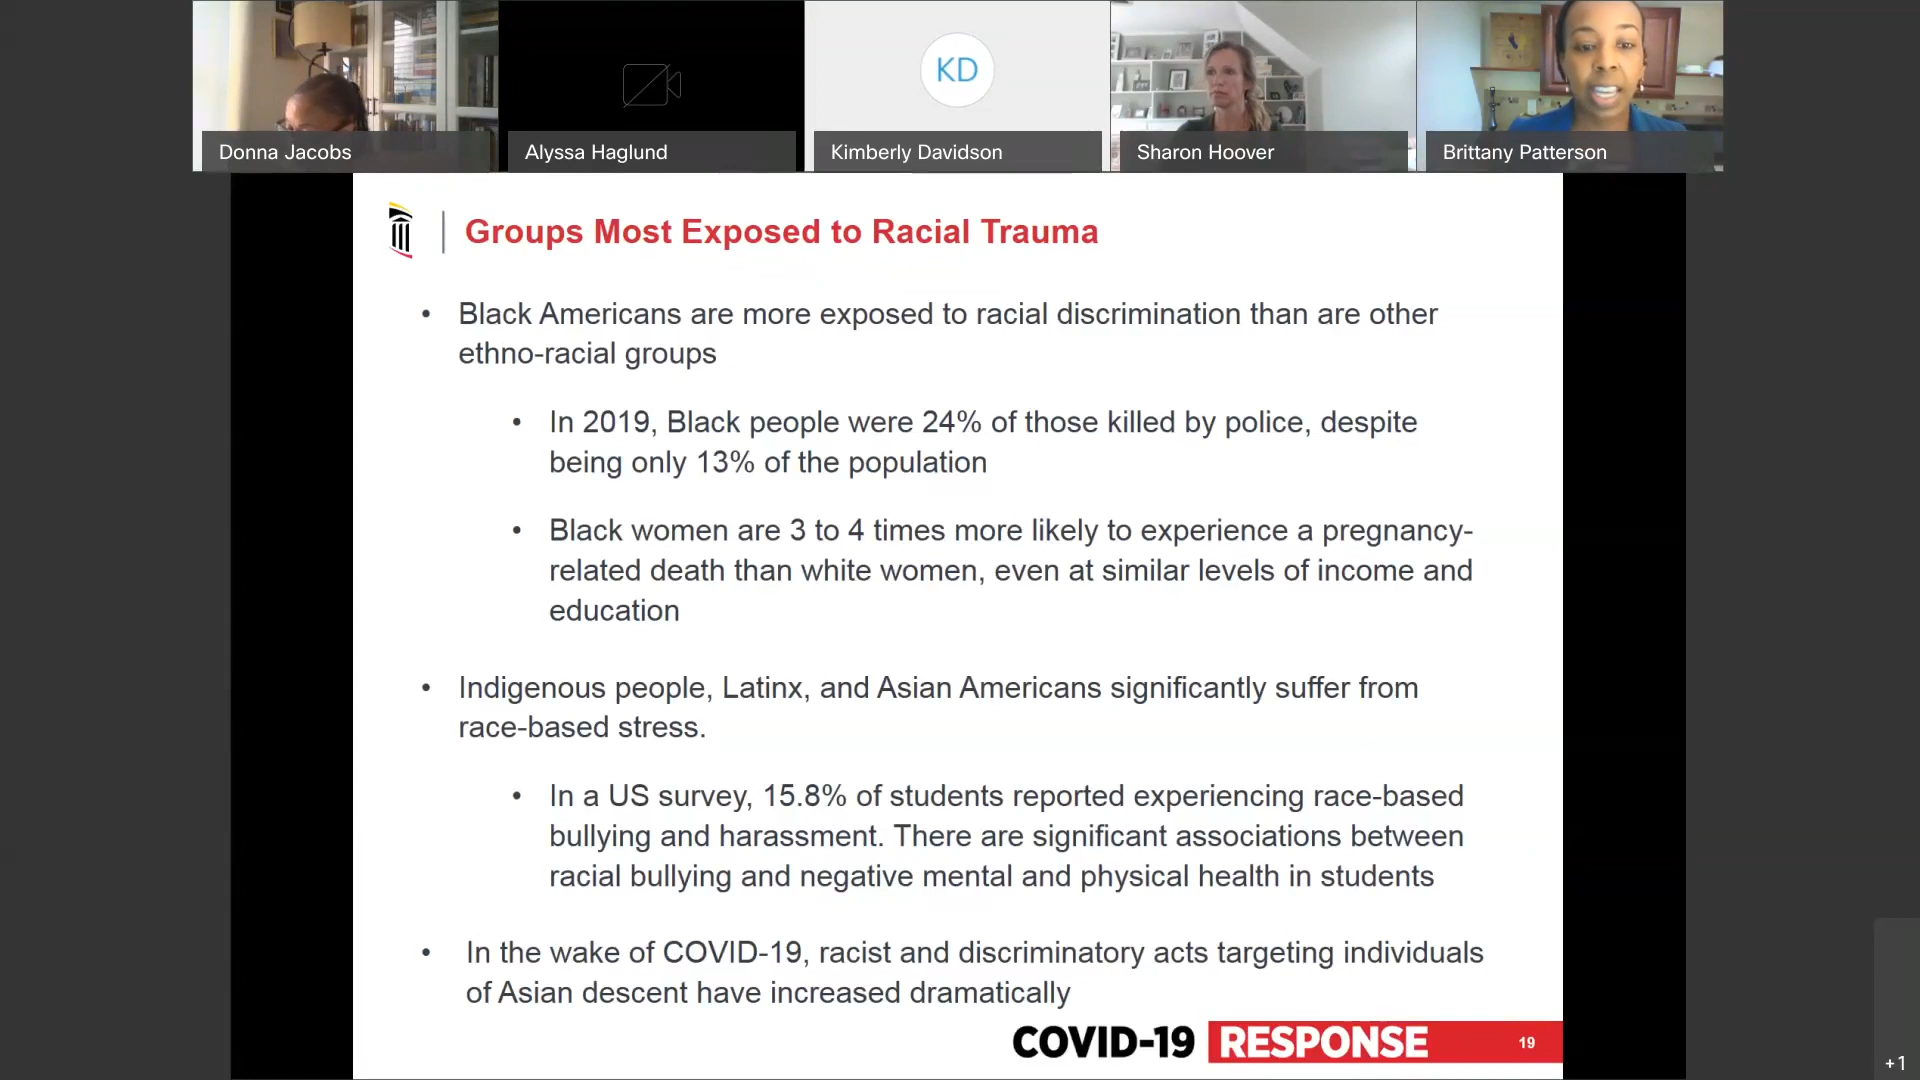 Donna Jacobs
Alyssa Haglund
KD
Kimberly Davidson
Sharon Hoover
Brittany Patterson
Groups Most Exposed to Racial Trauma
• Black Americans are more exposed to racial discrimination than are other
ethno-racial groups
• In 2019, Black people were 24% of those killed by police, despite
being only 13% of the population
• Black women are 3 to 4 times more likely to experience a pregnancy-
related death than white women, even at similar levels of income and
education
• Indigenous people, Latinx, and Asian Americans significantly suffer from
race-based stress.
• In a US survey, 15.8% of students reported experiencing race-based
bullying and harassment. There are significant associations between
racial bullying and negative mental and physical health in students
• In the wake of COVID-19, racist and discriminatory acts targeting individuals
of Asian descent have increased dramatically
COVID-19 RESPONSE 19
+1